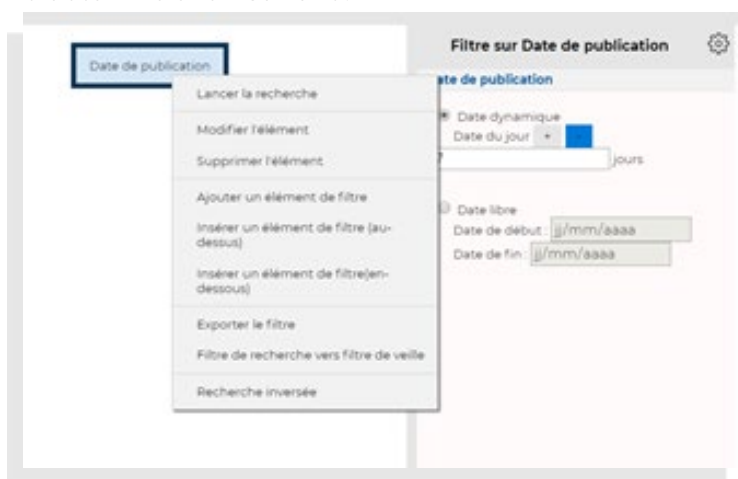 Filtre sur Date de publication
Date de publication
Lancer la recherche
Modifier l'élément
Supprimer l'élément
Ajouter un élément de filtre
Insérer un élément de filtre (au-
dessus)
Insérer un élément de filtre(en-
dessous)
Exporter le filtre
Filtre de recherche vers filtre de veille
Recherche inversée
ate de publication
Date dynamique
Date du jour + -
7 jours
Date libre
Date de début : jj/mm/aaaa
Date de fin : jj/mm/aaaa